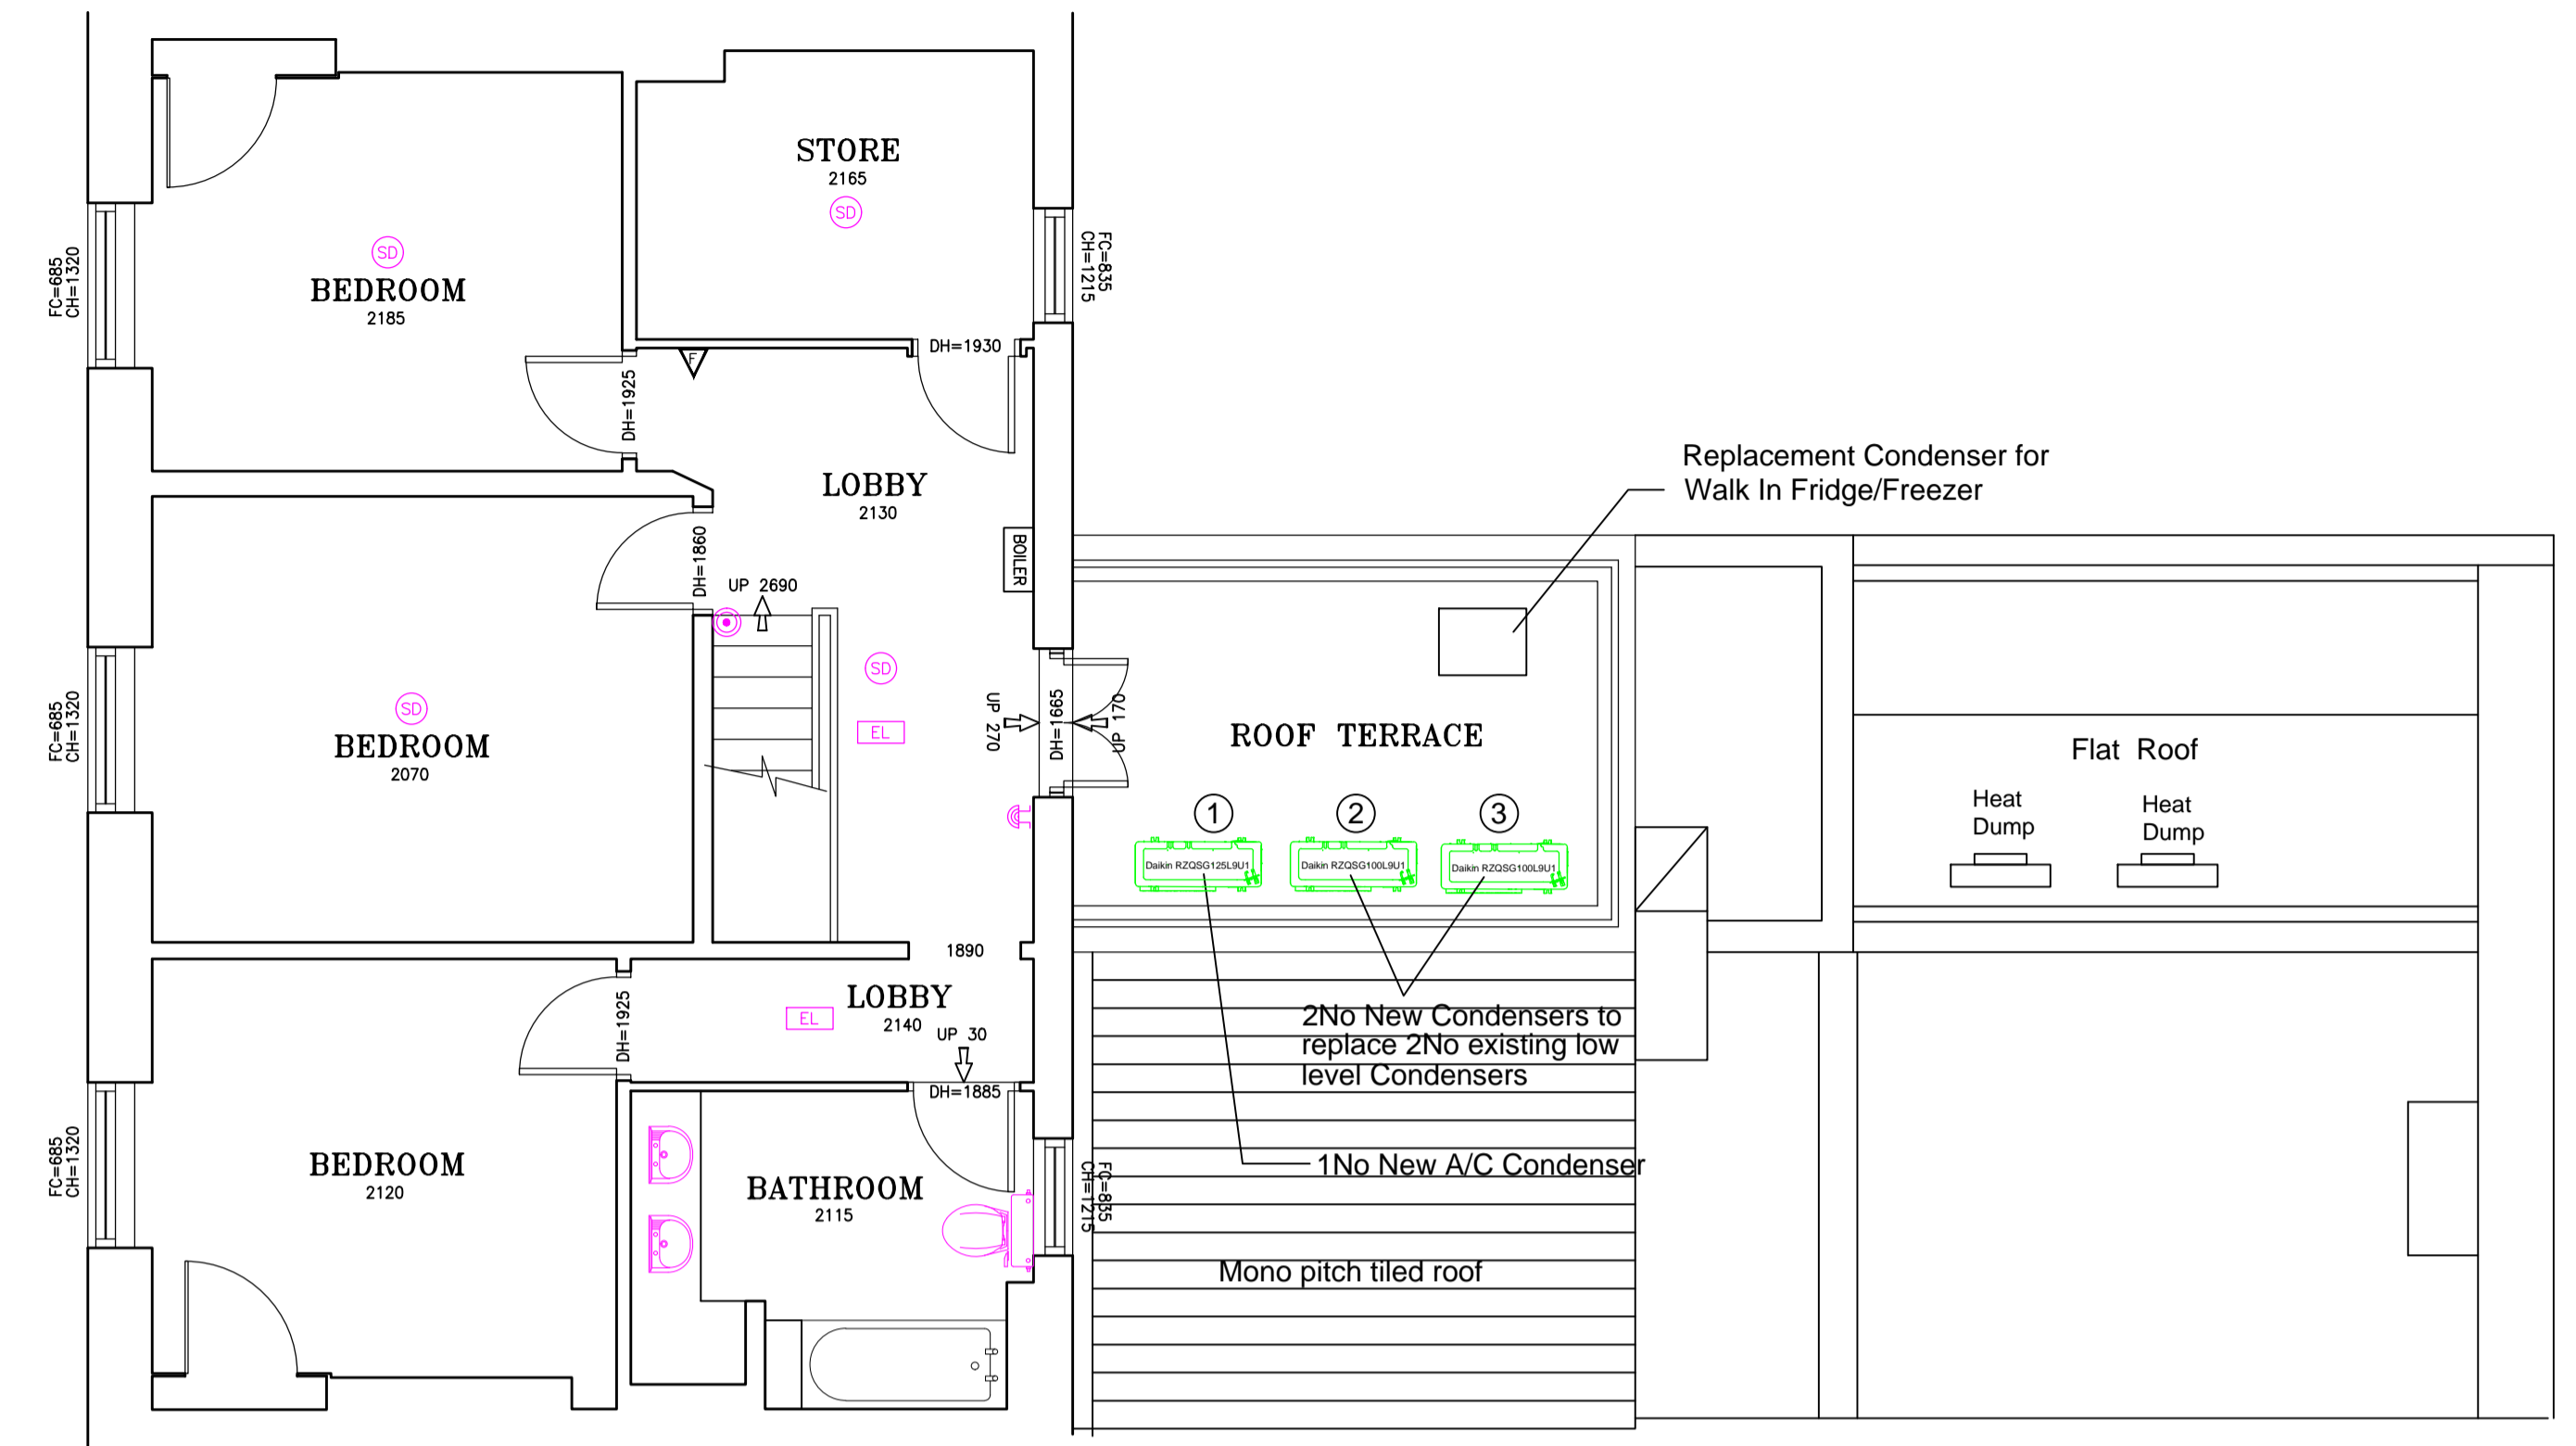 STORE
2165
SD
SD
BEDROOM
2185
FC=685
CH=1320
FC=835
CH=1215
DH=1930
F
DH=1925
LOBBY
2130
BOILER
DH=1860
UP 2690
SD
SD
EL
BEDROOM
2070
FC=685
CH=1320
UP 270
DH=1665
UP 170
Replacement Condenser for
Walk In Fridge/Freezer
ROOF TERRACE
Flat Roof
Heat
Dump
Heat
Dump
1
2
3
Daikin RZQSG125L9U1
Daikin RZQSG100L9U1
Daikin RZQSG100L9U1
1890
LOBBY
2140
EL
UP 30
DH=1925
DH=1885
2No New Condensers to
replace 2No existing low
level Condensers
1No New A/C Condenser
BEDROOM
2120
FC=685
CH=1320
BATHROOM
2115
FC=835
CH=1215
Mono pitch tiled roof